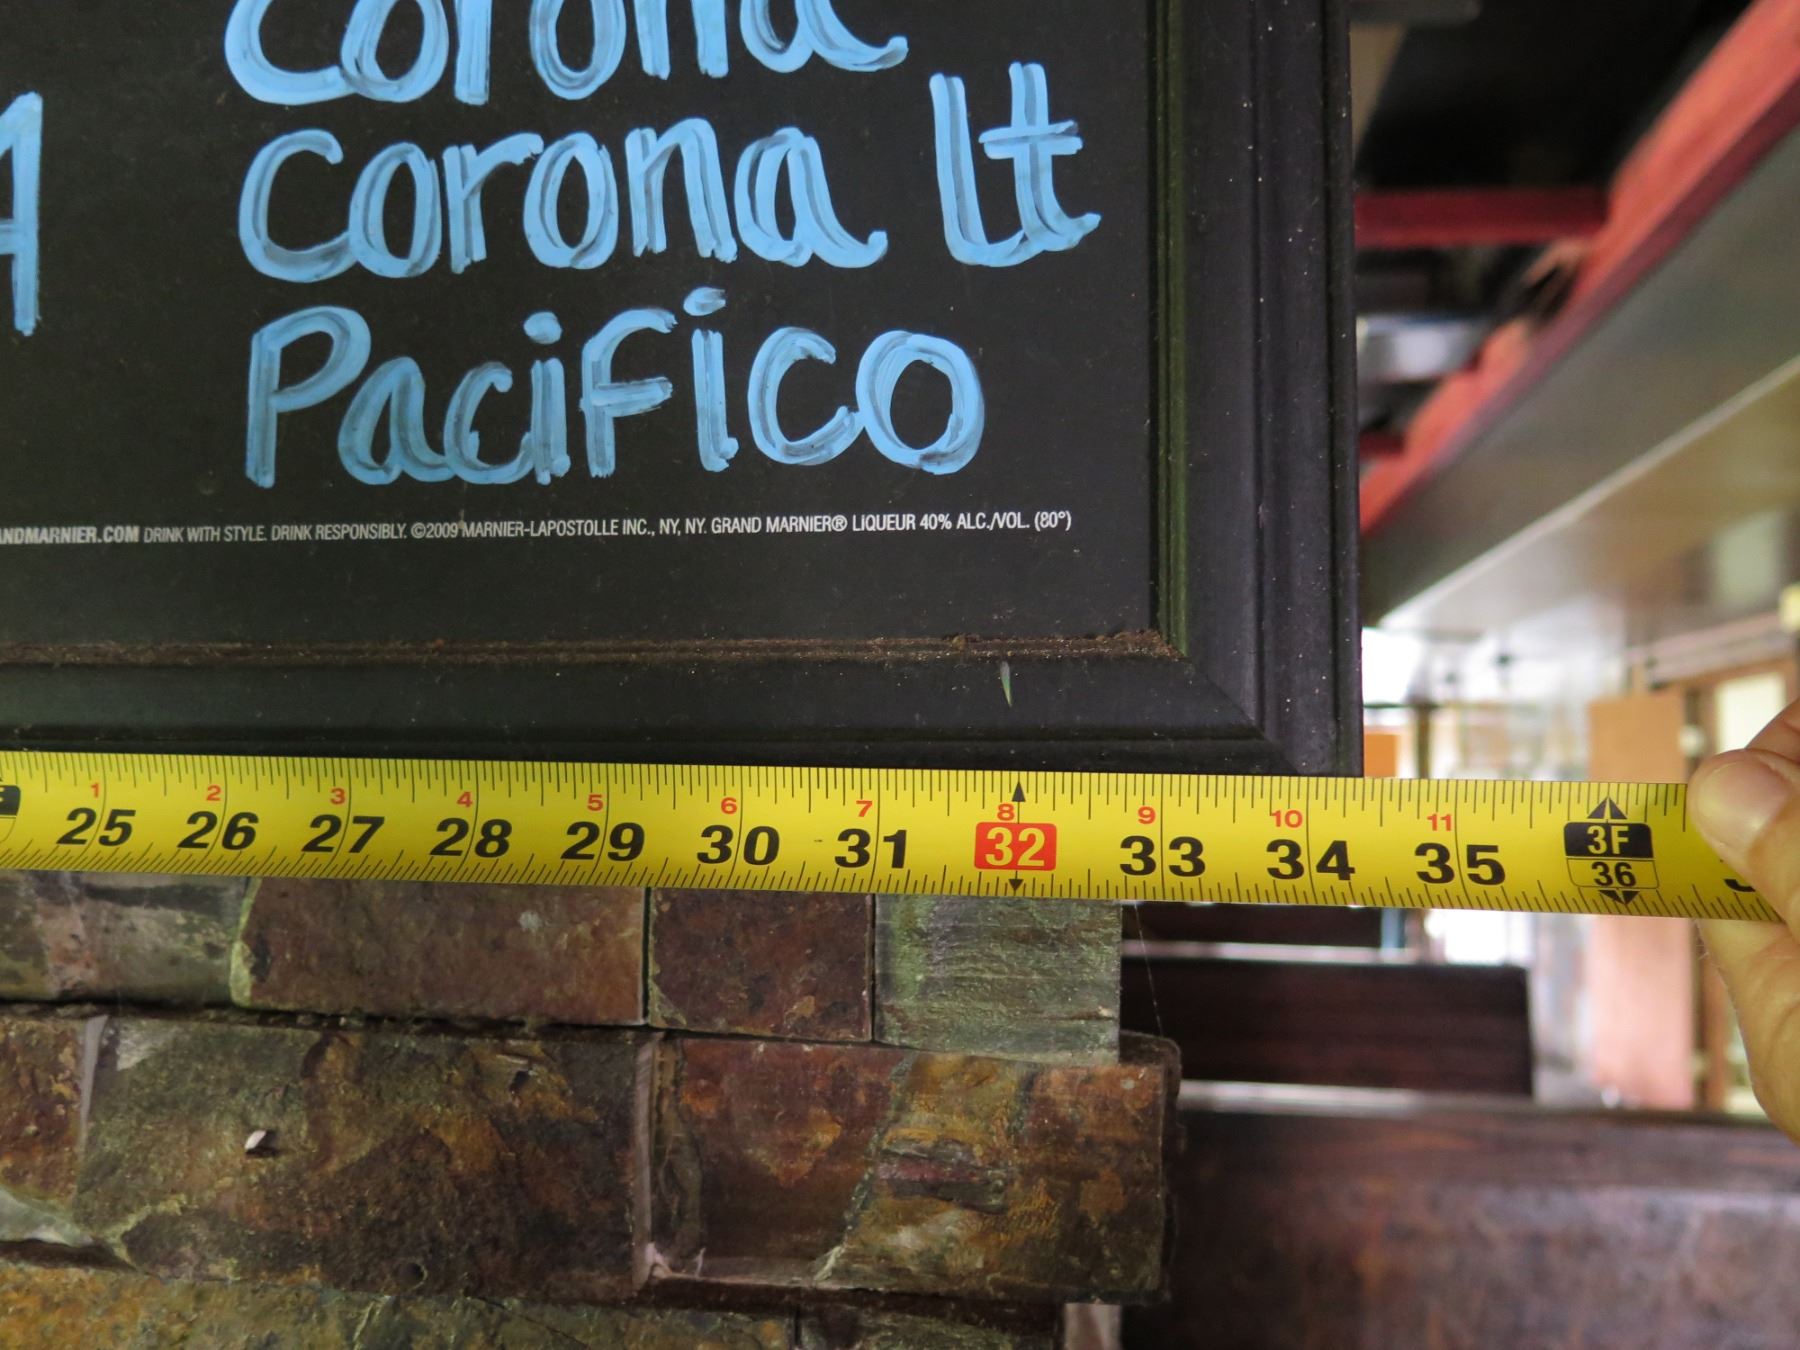 corona
corona lt
A
Pacifico
ANDMARNIER.COM DRINK WITH STYLE. DRINK RESPONSIBLY. ©2009 MARNIER-LAPOSTOLLE INC., NY, NY. GRAND MARNIER® LIQUEUR 40% ALC./VOL. (80°)
1 2 3 4 5 6 7 8 9 10 11 3F
25 26 27 28 29 30 31 32 33 34 35 36